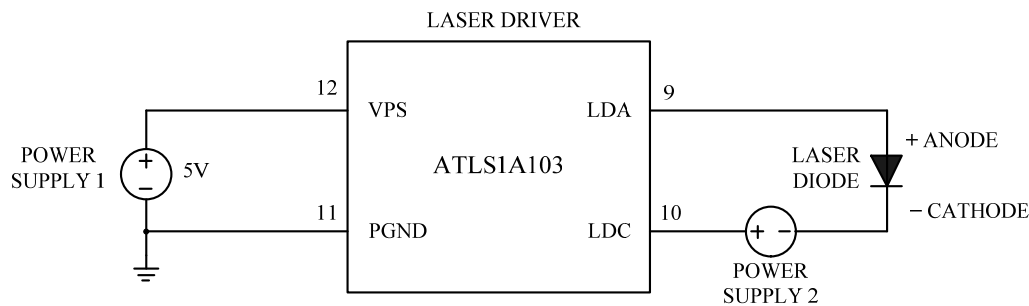 LASER DRIVER
12
VPS
LDA
9
POWER
SUPPLY 1
+
−
5V
ATLS1A103
LASER
DIODE
+ ANODE
− CATHODE
11
PGND
LDC
10
+ -
POWER
SUPPLY 2